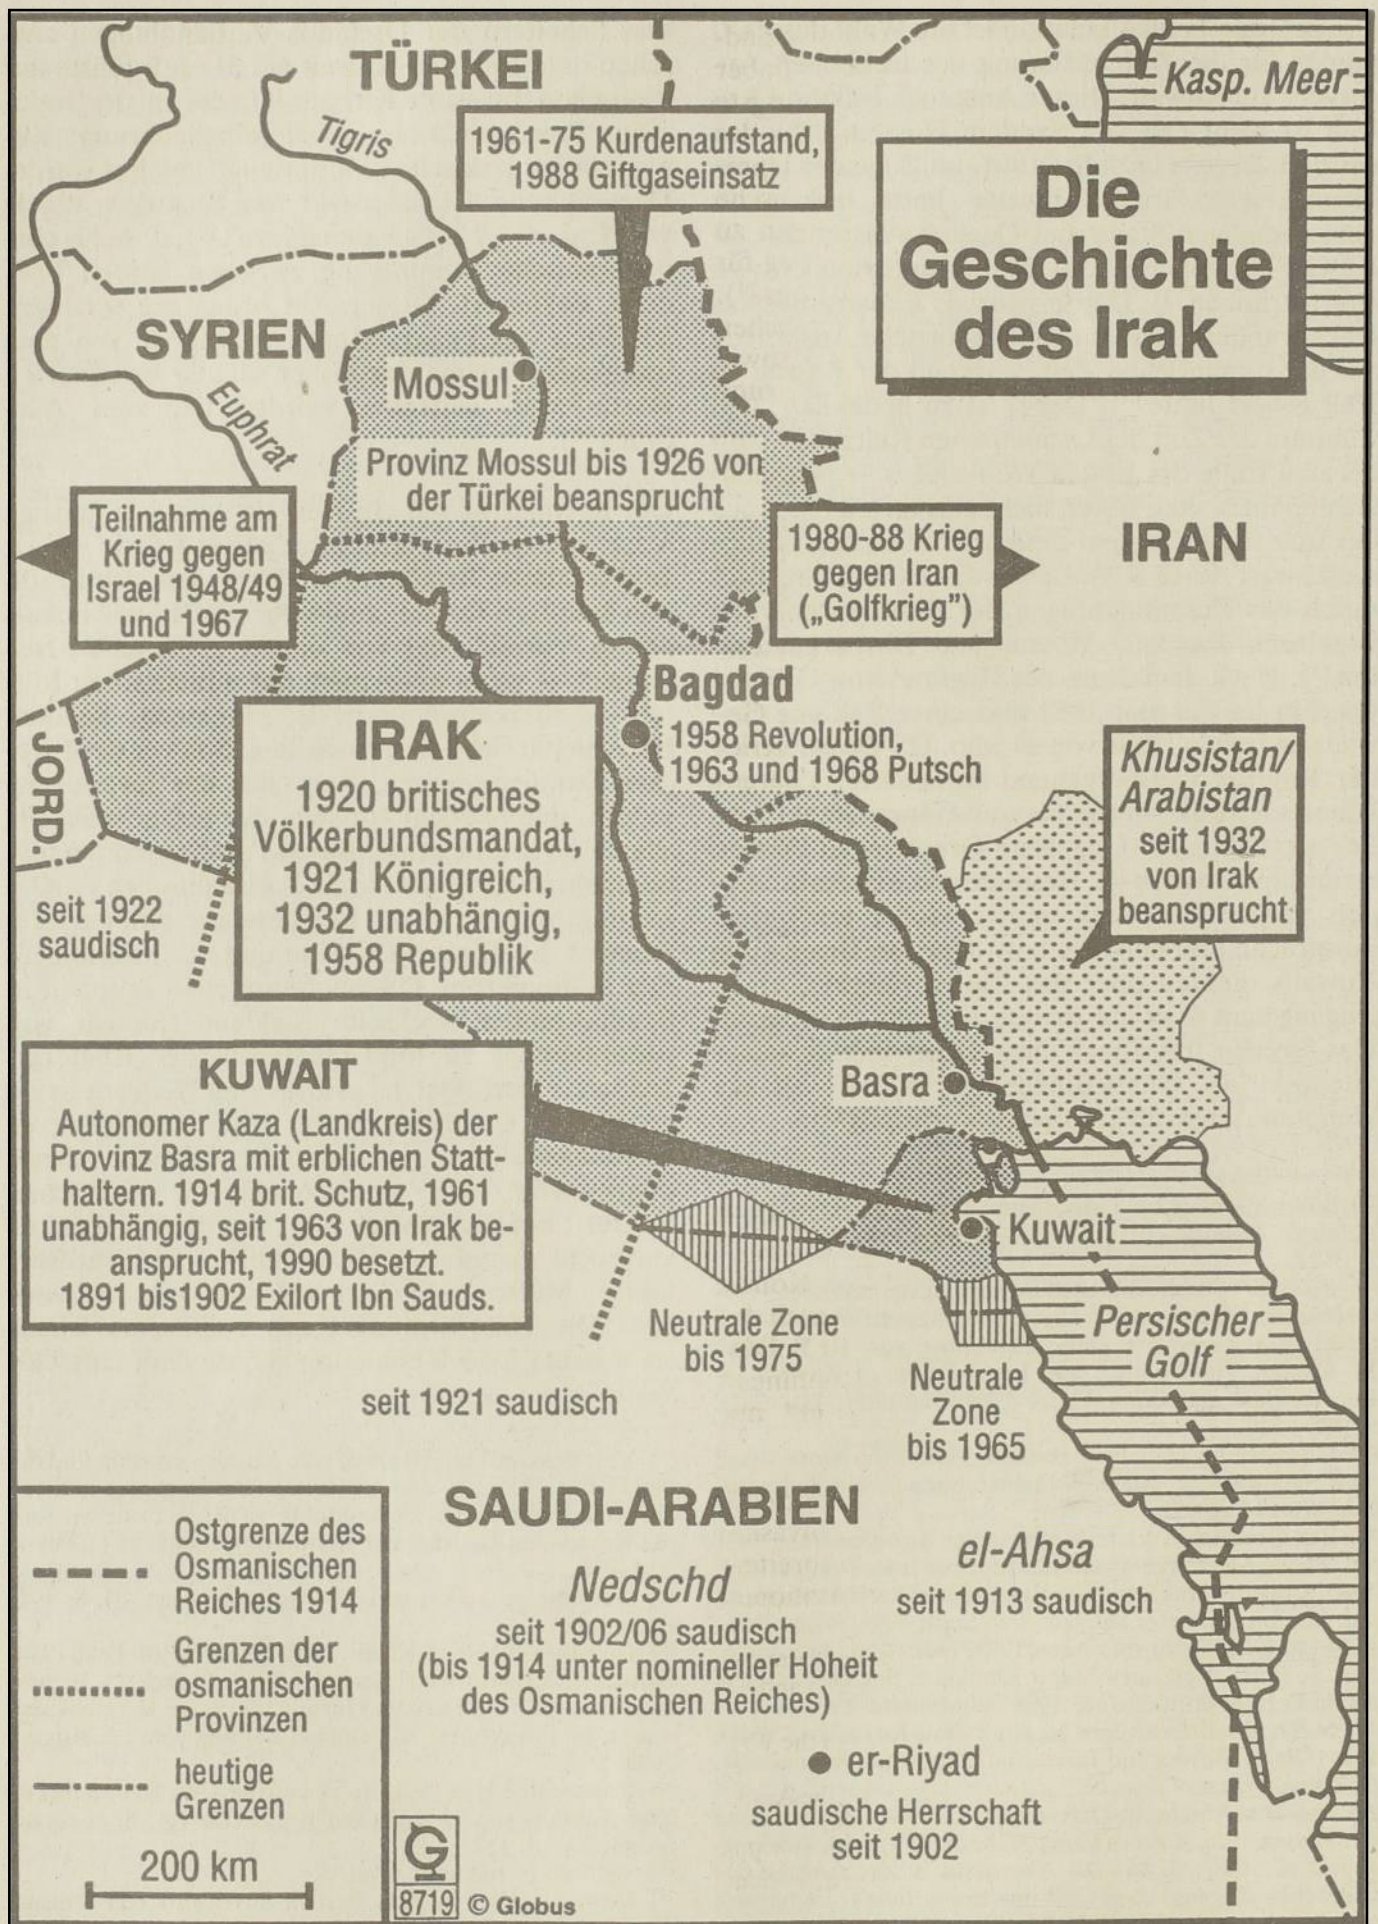 TÜRKEI
Kasp. Meer
Tigris
1961-75 Kurdenaufstand,
1988 Giftgaseinsatz
Die
Geschichte
des Irak
SYRIEN
Mossul
Euphrat
Provinz Mossul bis 1926 von
der Türkei beansprucht
Teilnahme am
Krieg gegen
Israel 1948/49
und 1967
1980-88 Krieg
gegen Iran
(„Golfkrieg”)
IRAN
Bagdad
1958 Revolution,
1963 und 1968 Putsch
JORD.
IRAK
1920 britisches
Völkerbundsmandat,
1921 Königreich,
1932 unabhängig,
1958 Republik
Khusistan/
Arabistan
seit 1932
von Irak
beansprucht
seit 1922
saudisch
KUWAIT
Autonomer Kaza (Landkreis) der
Provinz Basra mit erblichen Statt-
haltern. 1914 brit. Schutz, 1961
unabhängig, seit 1963 von Irak be-
ansprucht, 1990 besetzt.
1891 bis1902 Exilort Ibn Sauds.
Basra
Kuwait
Persischer
Golf
Neutrale Zone
bis 1975
Neutrale
Zone
bis 1965
seit 1921 saudisch
SAUDI-ARABIEN
Nedschd
seit 1902/06 saudisch
(bis 1914 unter nomineller Hoheit
des Osmanischen Reiches)
el-Ahsa
seit 1913 saudisch
er-Riyad
saudische Herrschaft
seit 1902
Ostgrenze des
Osmanischen
Reiches 1914
Grenzen der
osmanischen
Provinzen
heutige
Grenzen
200 km
G
8719 © Globus